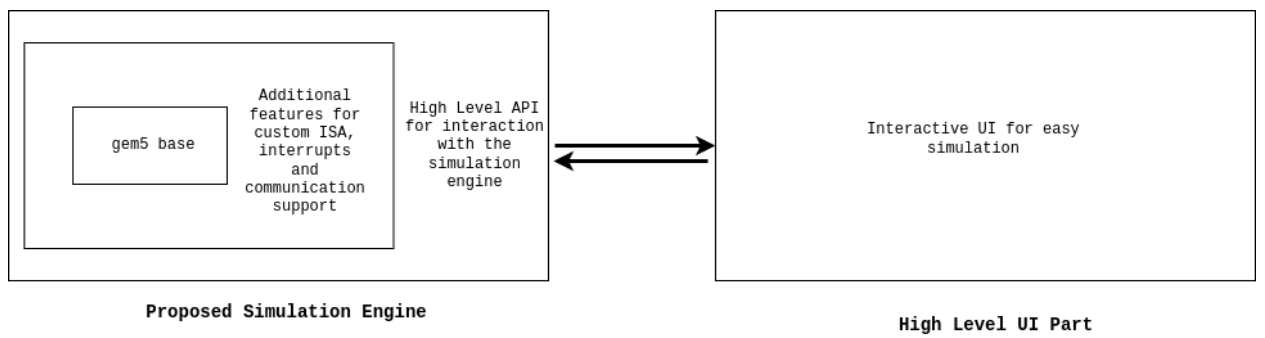 gem5 base
Additional
features for
custom ISA,
interrupts
and
communication
support
High Level API
for interaction
with the
simulation
engine
Interactive UI for easy
simulation
Proposed Simulation Engine
High Level UI Part